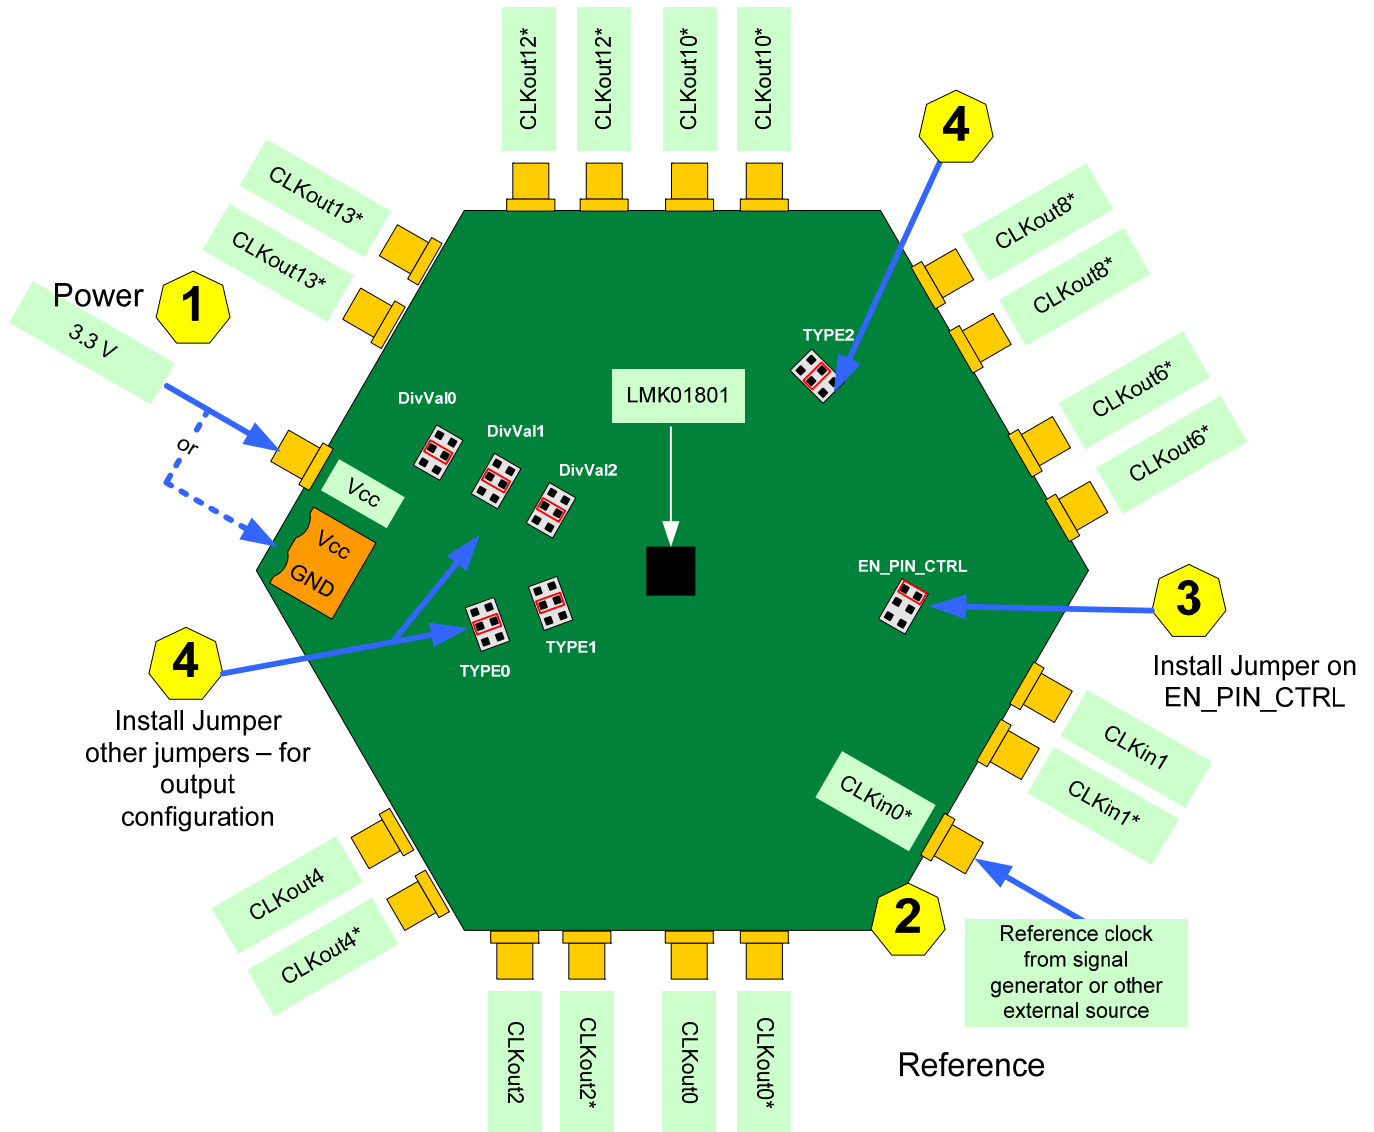 CLKout12*
CLKout12*
CLKout10*
CLKout10*
4
CLKout13*
CLKout13*
CLKout8*
CLKout8*
Power
1
3.3 V
TYPE2
CLKout6*
CLKout6*
LMK01801
DivVal0
DivVal1
DivVal2
or
Vcc
Vcc
GND
EN_PIN_CTRL
3
Install Jumper on
EN_PIN_CTRL
TYPE1
TYPE0
4
Install Jumper
other jumpers – for
output
configuration
CLKin1
CLKin1*
CLKin0*
CLKout4
CLKout4*
2
Reference clock
from signal
generator or other
external source
Reference
CLKout2
CLKout2*
CLKout0
CLKout0*